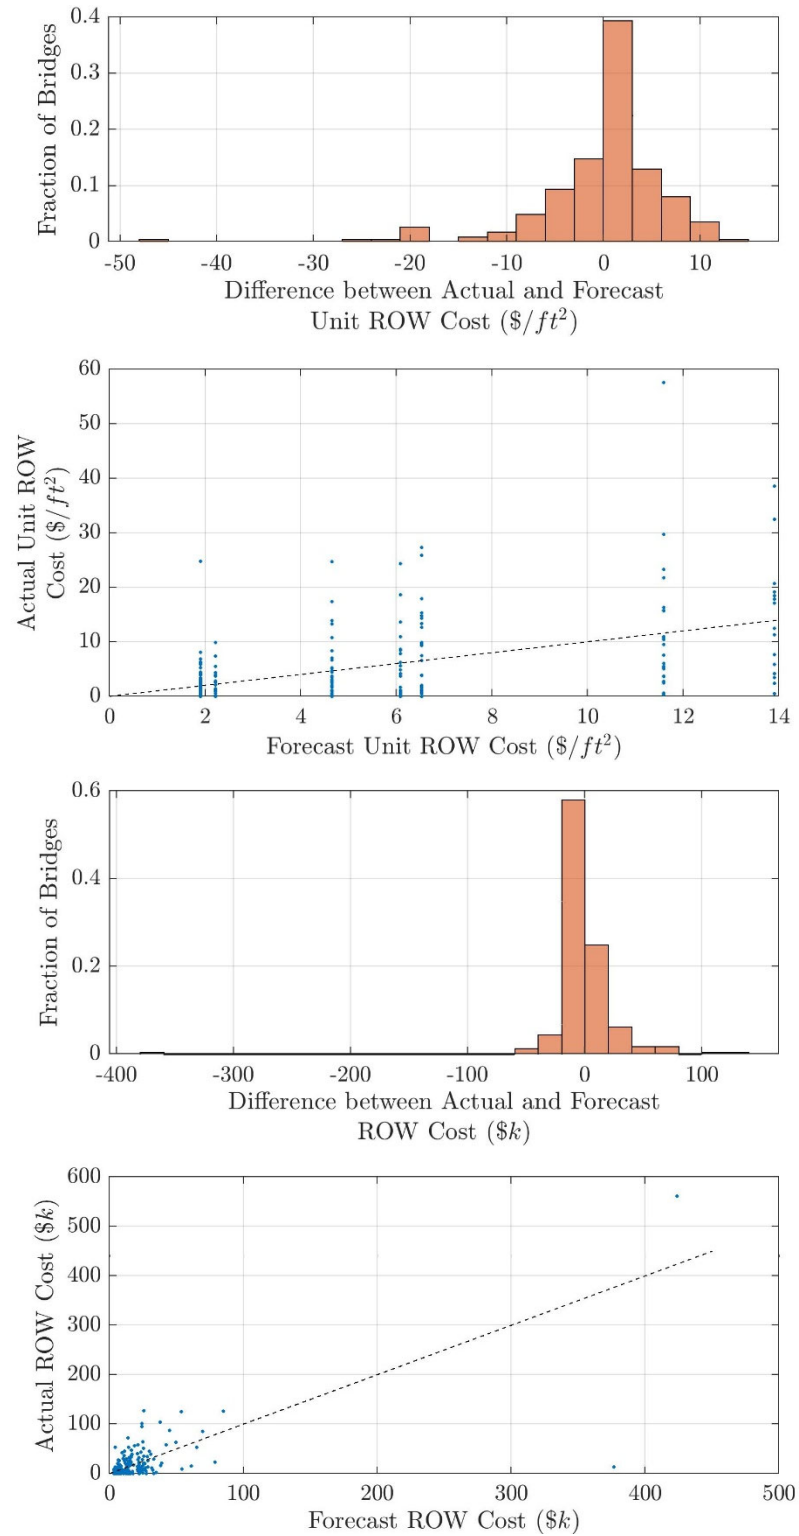 0.4
0.3
0.2
0.1
0
Fraction of Bridges
-50 -40 -30 -20 -10 0 10
Difference between Actual and Forecast
Unit ROW Cost ($/ft²)
60
50
40
30
20
10
0
Actual Unit ROW
Cost ($/ft²)
0 2 4 6 8 10 12 14
Forecast Unit ROW Cost ($/ft²)
0.6
0.4
0.2
0
Fraction of Bridges
-400 -300 -200 -100 0 100
Difference between Actual and Forecast
ROW Cost ($k)
600
500
400
300
200
100
0
Actual ROW Cost ($k)
0 100 200 300 400 500
Forecast ROW Cost ($k)